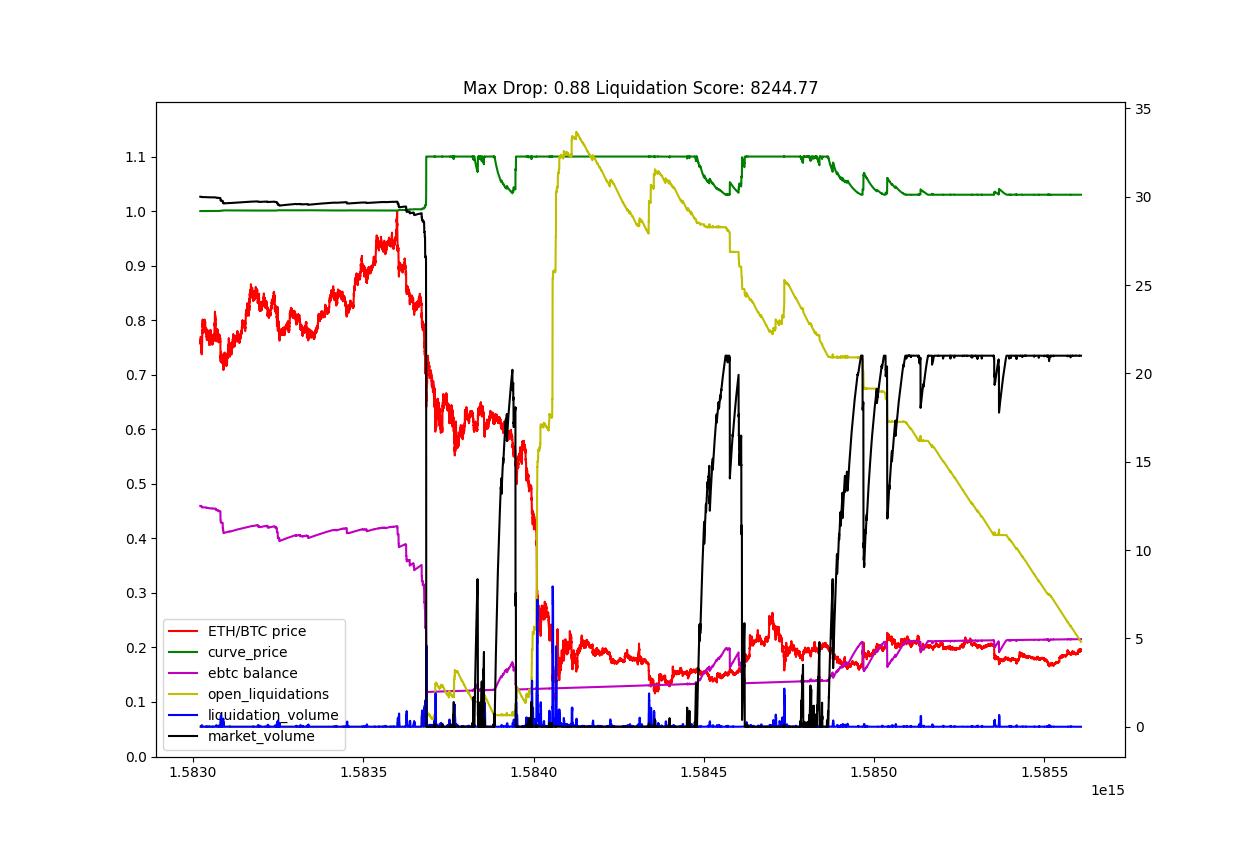 Max Drop: 0.88 Liquidation Score: 8244.77
1.1
1.0
0.9
0.8
0.7
0.6
0.5
0.4
0.3
0.2
0.1
0.0
35
30
25
20
15
10
5
0
ETH/BTC price
curve_price
ebtc balance
open_liquidations
liquidation_volume
market_volume
1.5830 1.5835 1.5840 1.5845 1.5850 1.5855
1e15